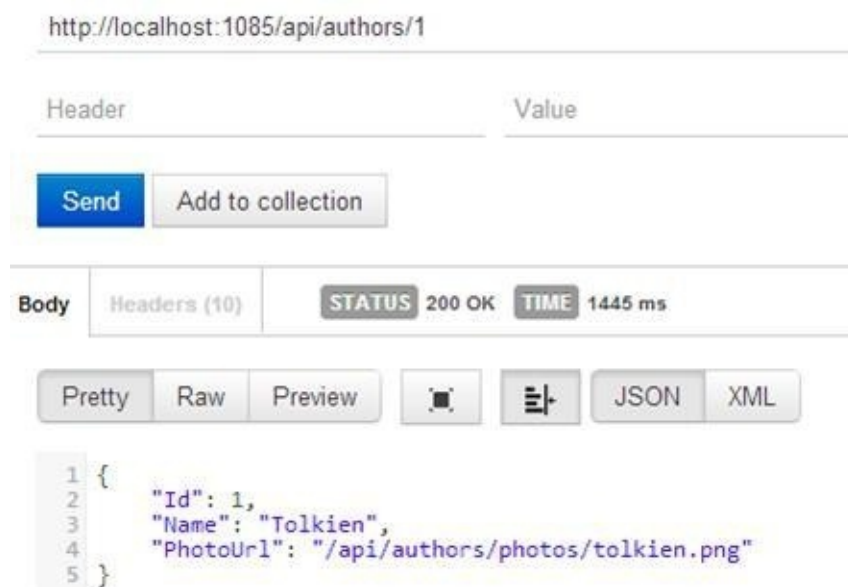 http://localhost:1085/api/authors/1
Header Value
Send Add to collection
Body Headers (10) STATUS 200 OK TIME 1445 ms
Pretty Raw Preview JSON XML
1 {
2 "Id": 1,
3 "Name": "Tolkien",
4 "PhotoUrl": "/api/authors/photos/tolkien.png"
5 }